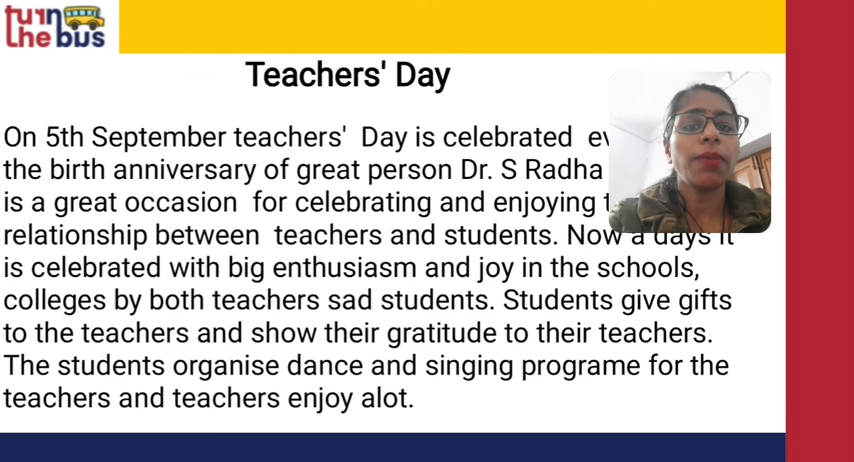 turn
the bus
Teachers' Day
On 5th September teachers' Day is celebrated
the birth anniversary of great person Dr. S Radha
is a great occasion for celebrating and enjoying
relationship between teachers and students. Now a days it
is celebrated with big enthusiasm and joy in the schools,
colleges by both teachers sad students. Students give gifts
to the teachers and show their gratitude to their teachers.
The students organise dance and singing programe for the
teachers and teachers enjoy alot.